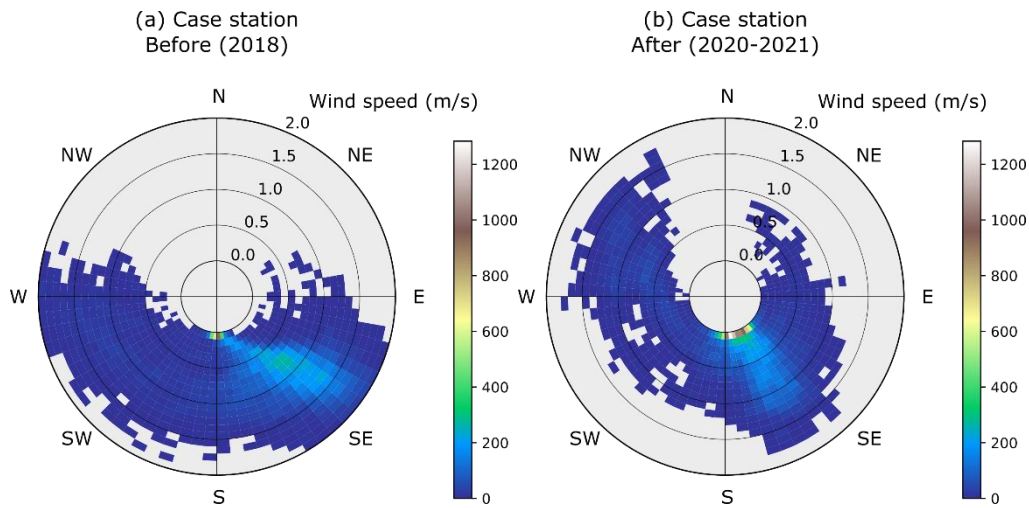 (a) Case station
Before (2018)
(b) Case station
After (2020-2021)
N
Wind speed (m/s)
2.0
NW
NE
1.5
1.0
0.5
0.0
W
E
SW
SE
S
1200
1000
800
600
400
200
0
N
Wind speed (m/s)
2.0
NW
NE
1.5
1.0
0.5
0.0
W
E
SW
SE
S
1200
1000
800
600
400
200
0